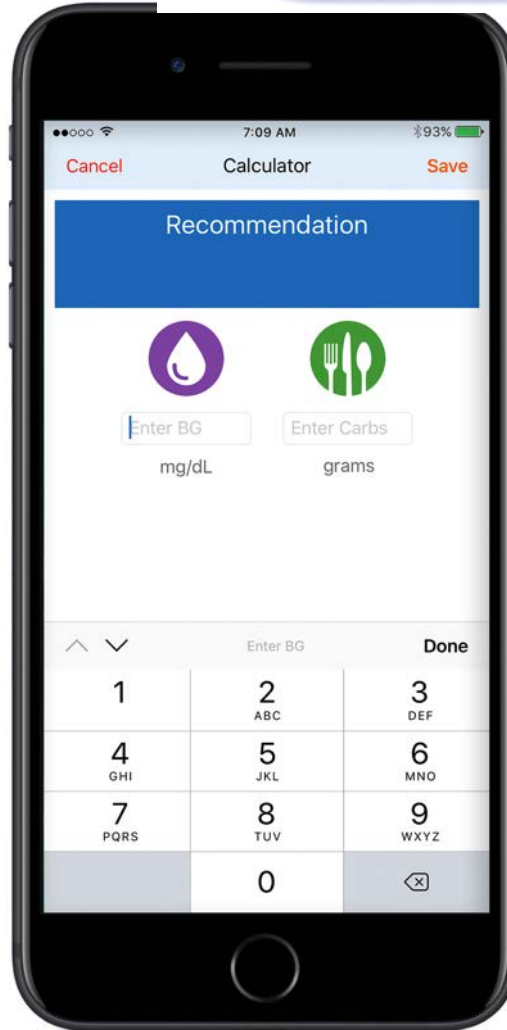 7:09 AM 93%
Cancel Calculator Save
Recommendation
Enter BG Enter Carbs
mg/dL grams
Enter BG Done
1 2 3
ABC DEF
4 5 6
GHI JKL MNO
7 8 9
PQRS TUV WXYZ
0